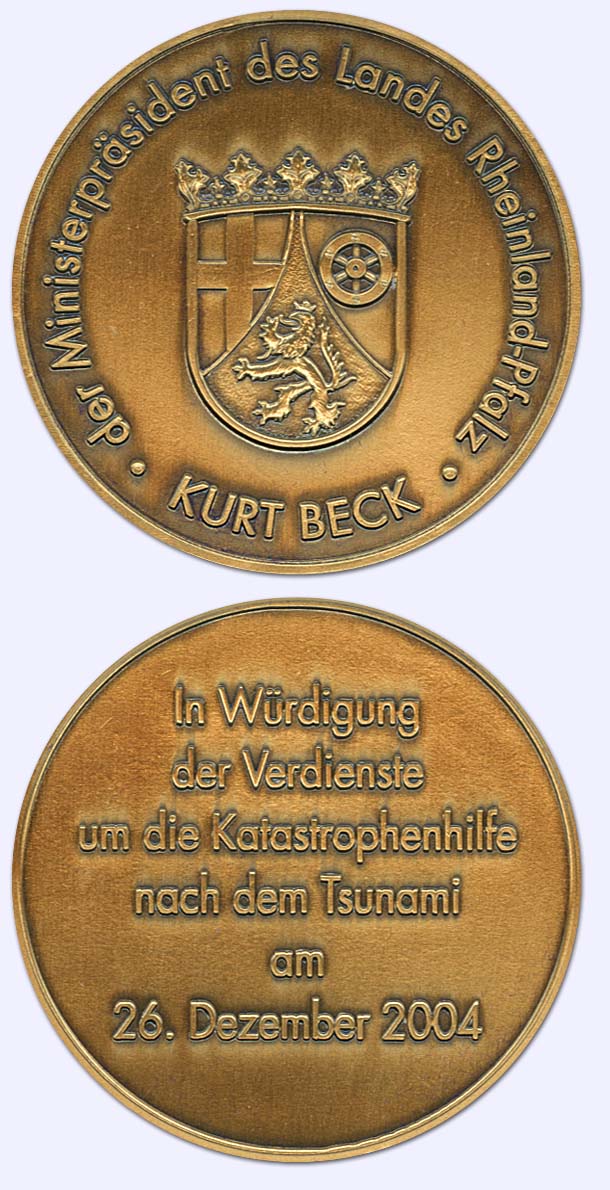 · der Ministerpräsident des Landes Rheinland-Pfalz ·
KURT BECK
In Würdigung
der Verdienste
um die Katastrophenhilfe
nach dem Tsunami
am
26. Dezember 2004